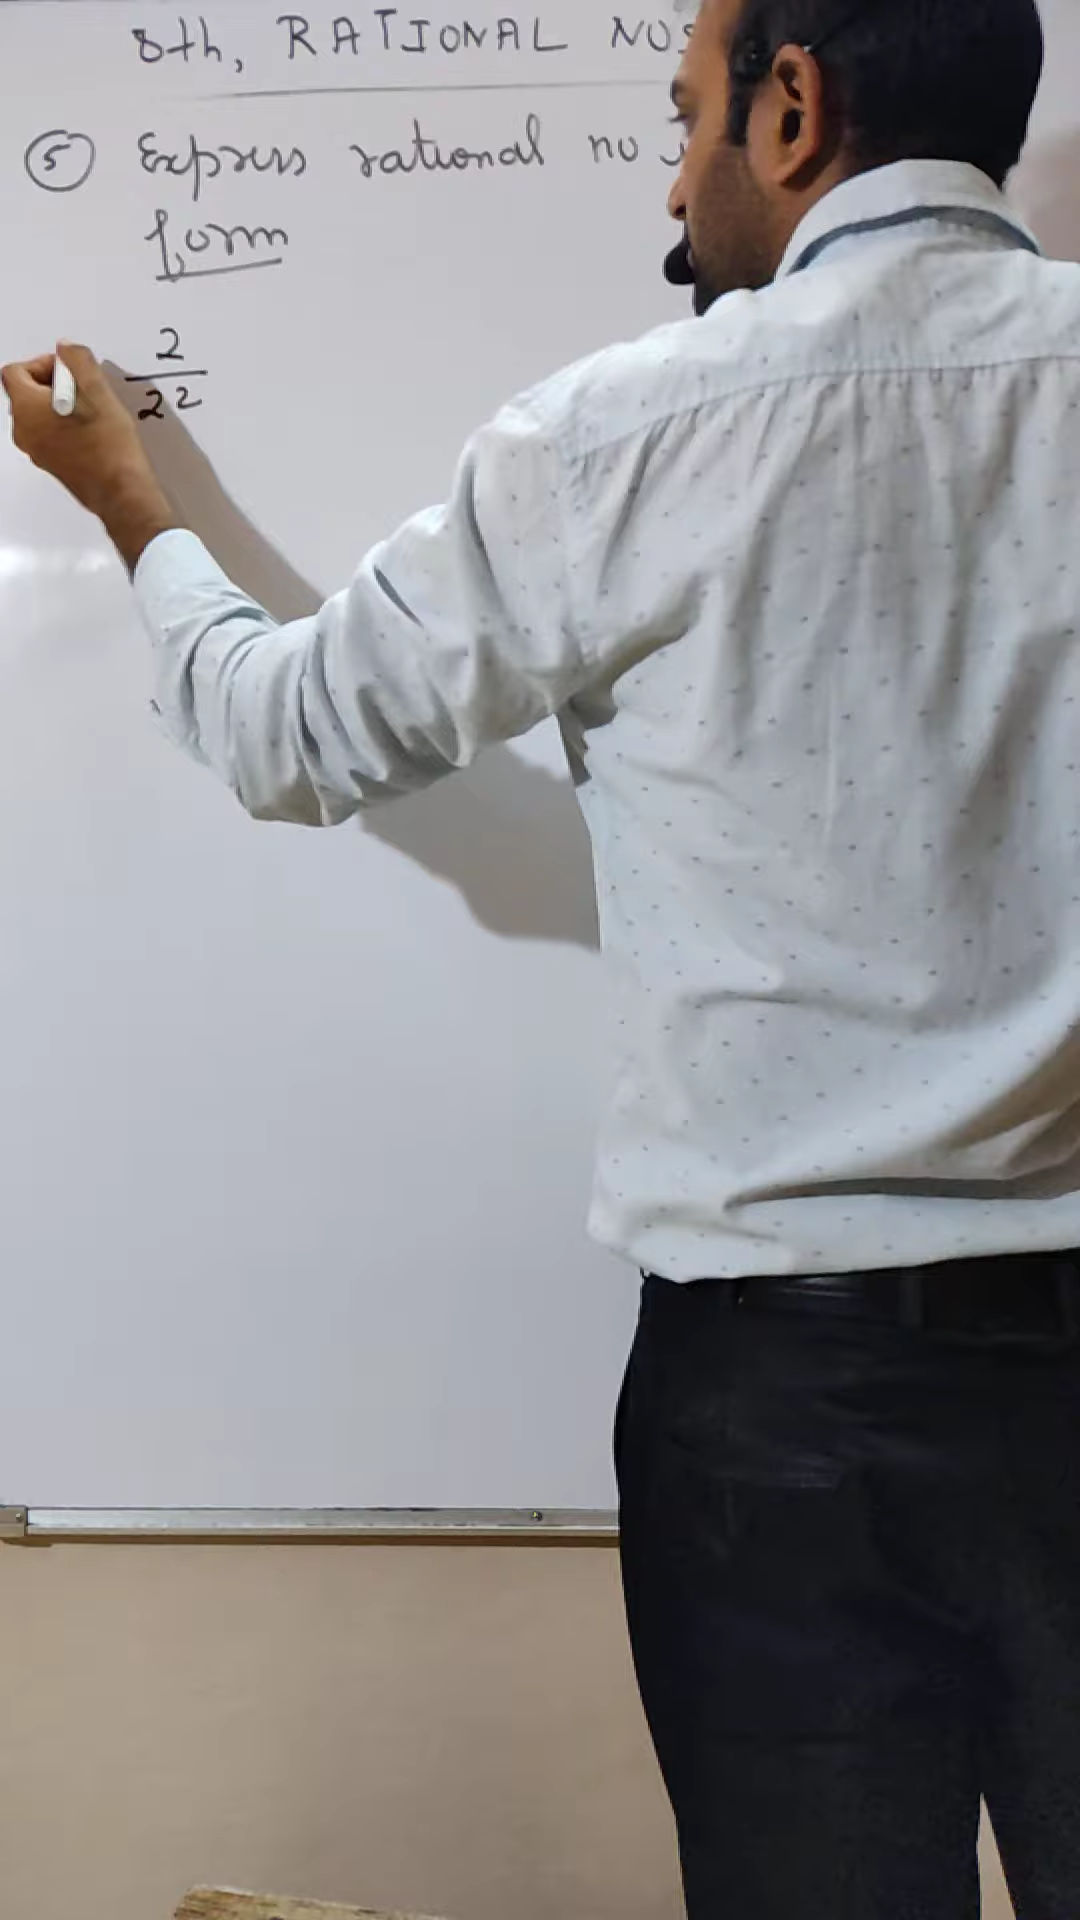 8th, RATIONAL NOS
⑤ Express rational no
form
2
22